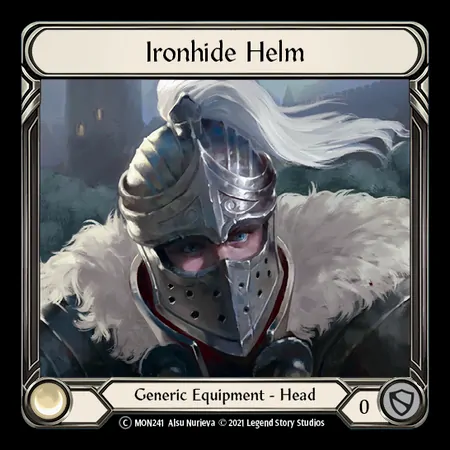 Ironhide Helm
Generic Equipment - Head
0
C MON241 Alsu Nurieva © 2021 Legend Story Studios